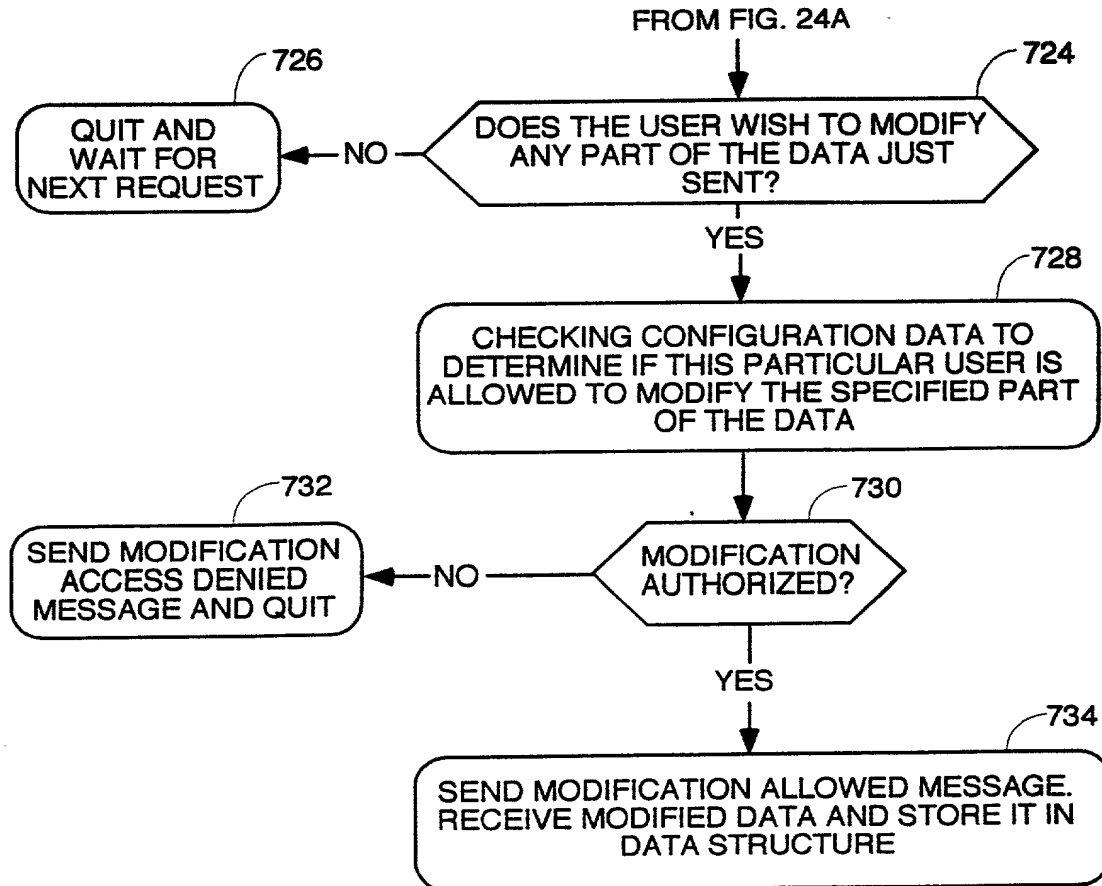 FROM FIG. 24A
726
724
QUIT AND
WAIT FOR
NEXT REQUEST
NO
DOES THE USER WISH TO MODIFY
ANY PART OF THE DATA JUST
SENT?
YES
728
CHECKING CONFIGURATION DATA TO
DETERMINE IF THIS PARTICULAR USER IS
ALLOWED TO MODIFY THE SPECIFIED PART
OF THE DATA
732
730
SEND MODIFICATION
ACCESS DENIED
MESSAGE AND QUIT
NO
MODIFICATION
AUTHORIZED?
YES
734
SEND MODIFICATION ALLOWED MESSAGE.
RECEIVE MODIFIED DATA AND STORE IT IN
DATA STRUCTURE